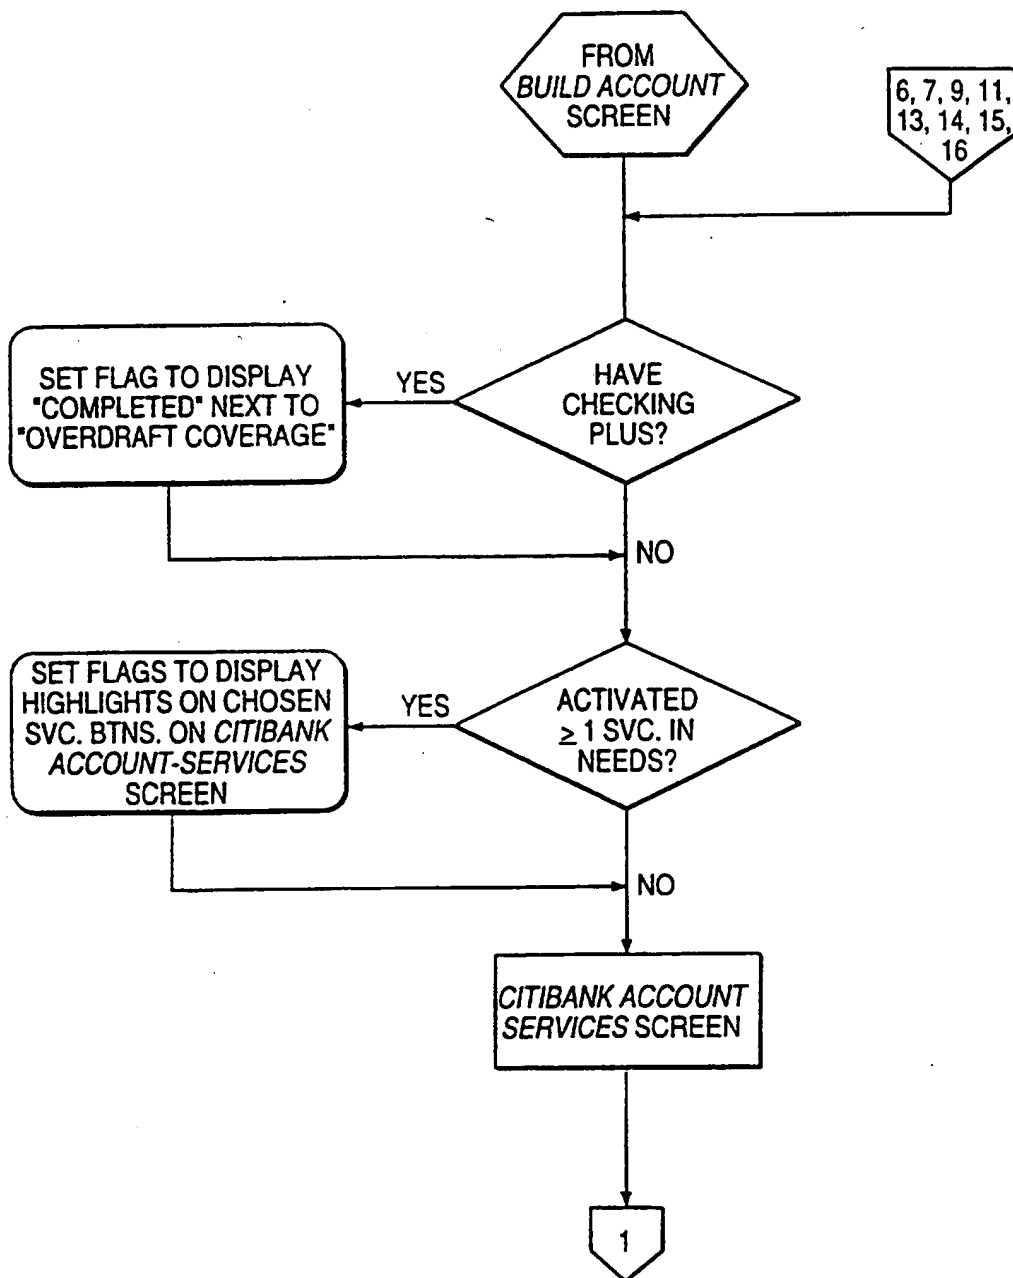 FROM
BUILD ACCOUNT
SCREEN
6, 7, 9, 11,
13, 14, 15,
16
HAVE
CHECKING
PLUS?
YES
SET FLAG TO DISPLAY
"COMPLETED" NEXT TO
"OVERDRAFT COVERAGE"
NO
ACTIVATED
≥ 1 SVC. IN
NEEDS?
YES
SET FLAGS TO DISPLAY
HIGHLIGHTS ON CHOSEN
SVC. BTNS. ON CITIBANK
ACCOUNT-SERVICES
SCREEN
NO
CITIBANK ACCOUNT
SERVICES SCREEN
1